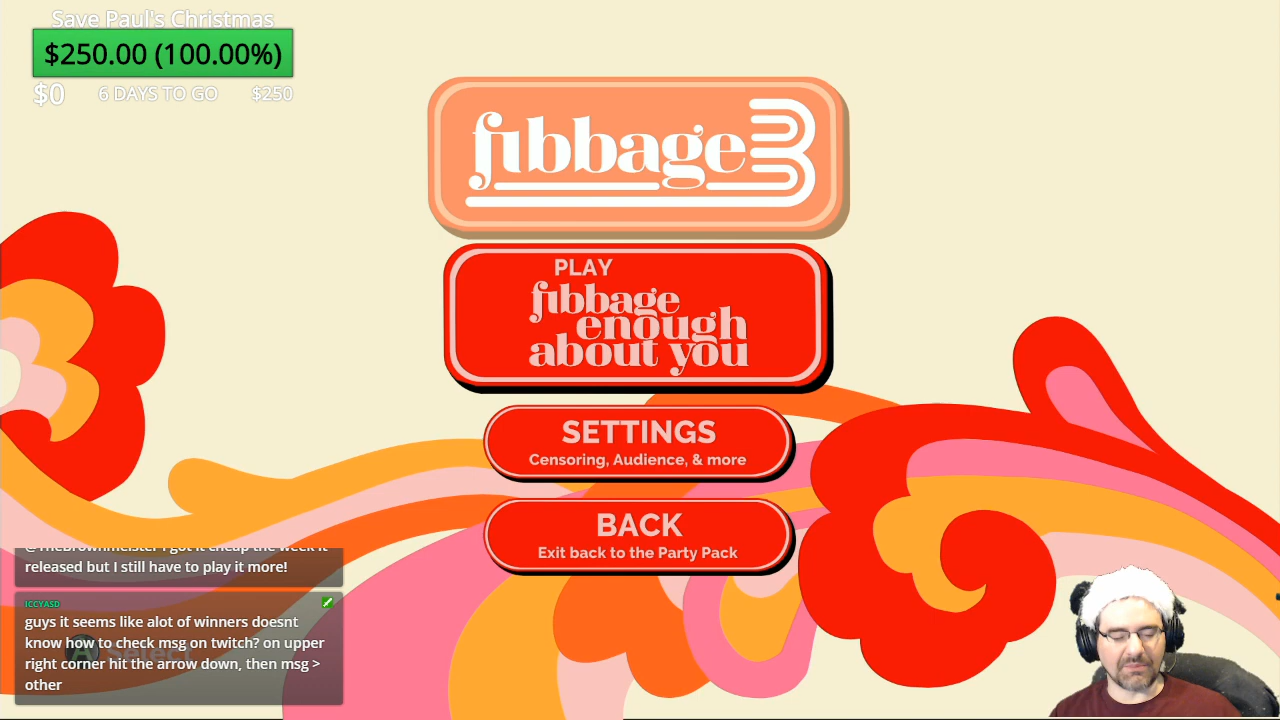 Save Paul's Christmas
$250.00 (100.00%)
$0 6 DAYS TO GO $250
fibbage 3
PLAY
fibbage
enough
about you
SETTINGS
Censoring, Audience, & more
BACK
Exit back to the Party Pack
@TheBrownmeister I got it cheap the week it
released but I still have to play it more!
ICCYASD
guys it seems like alot of winners doesnt
know how to check msg on twitch? on upper
right corner hit the arrow down, then msg >
other
A Select